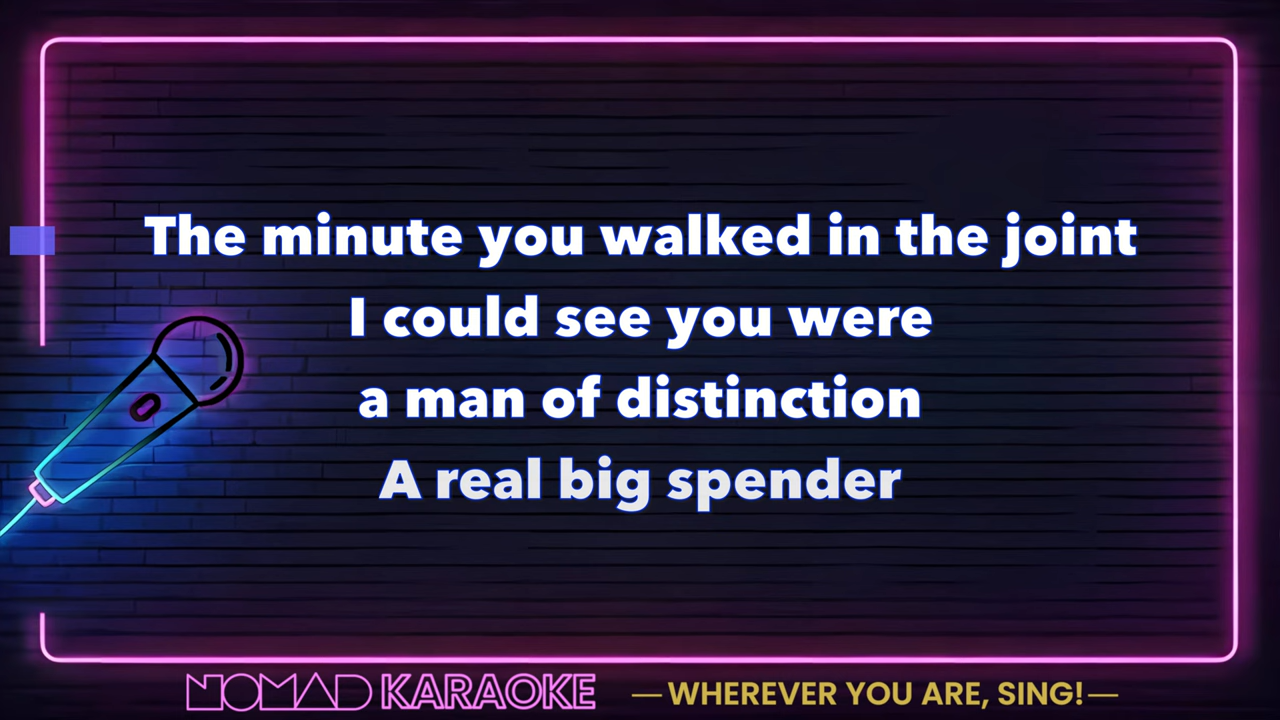 The minute you walked in the joint
I could see you were
a man of distinction
A real big spender
NOMAD KARAOKE —WHEREVER YOU ARE, SING!—